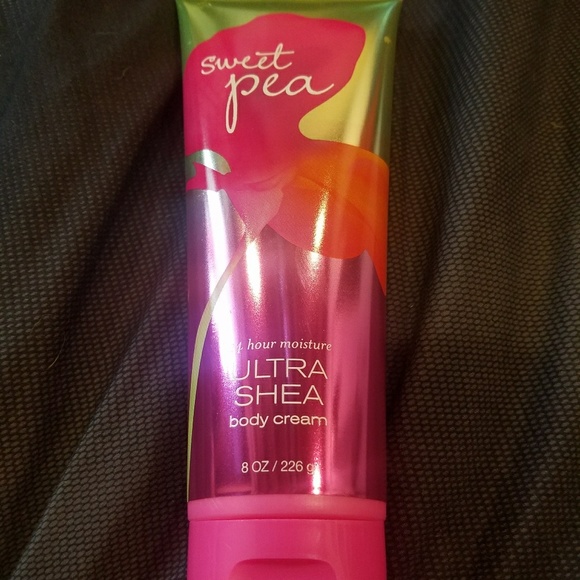 sweet
pea
hour moisture
ULTRA
SHEA
body cream
8 OZ / 226 g